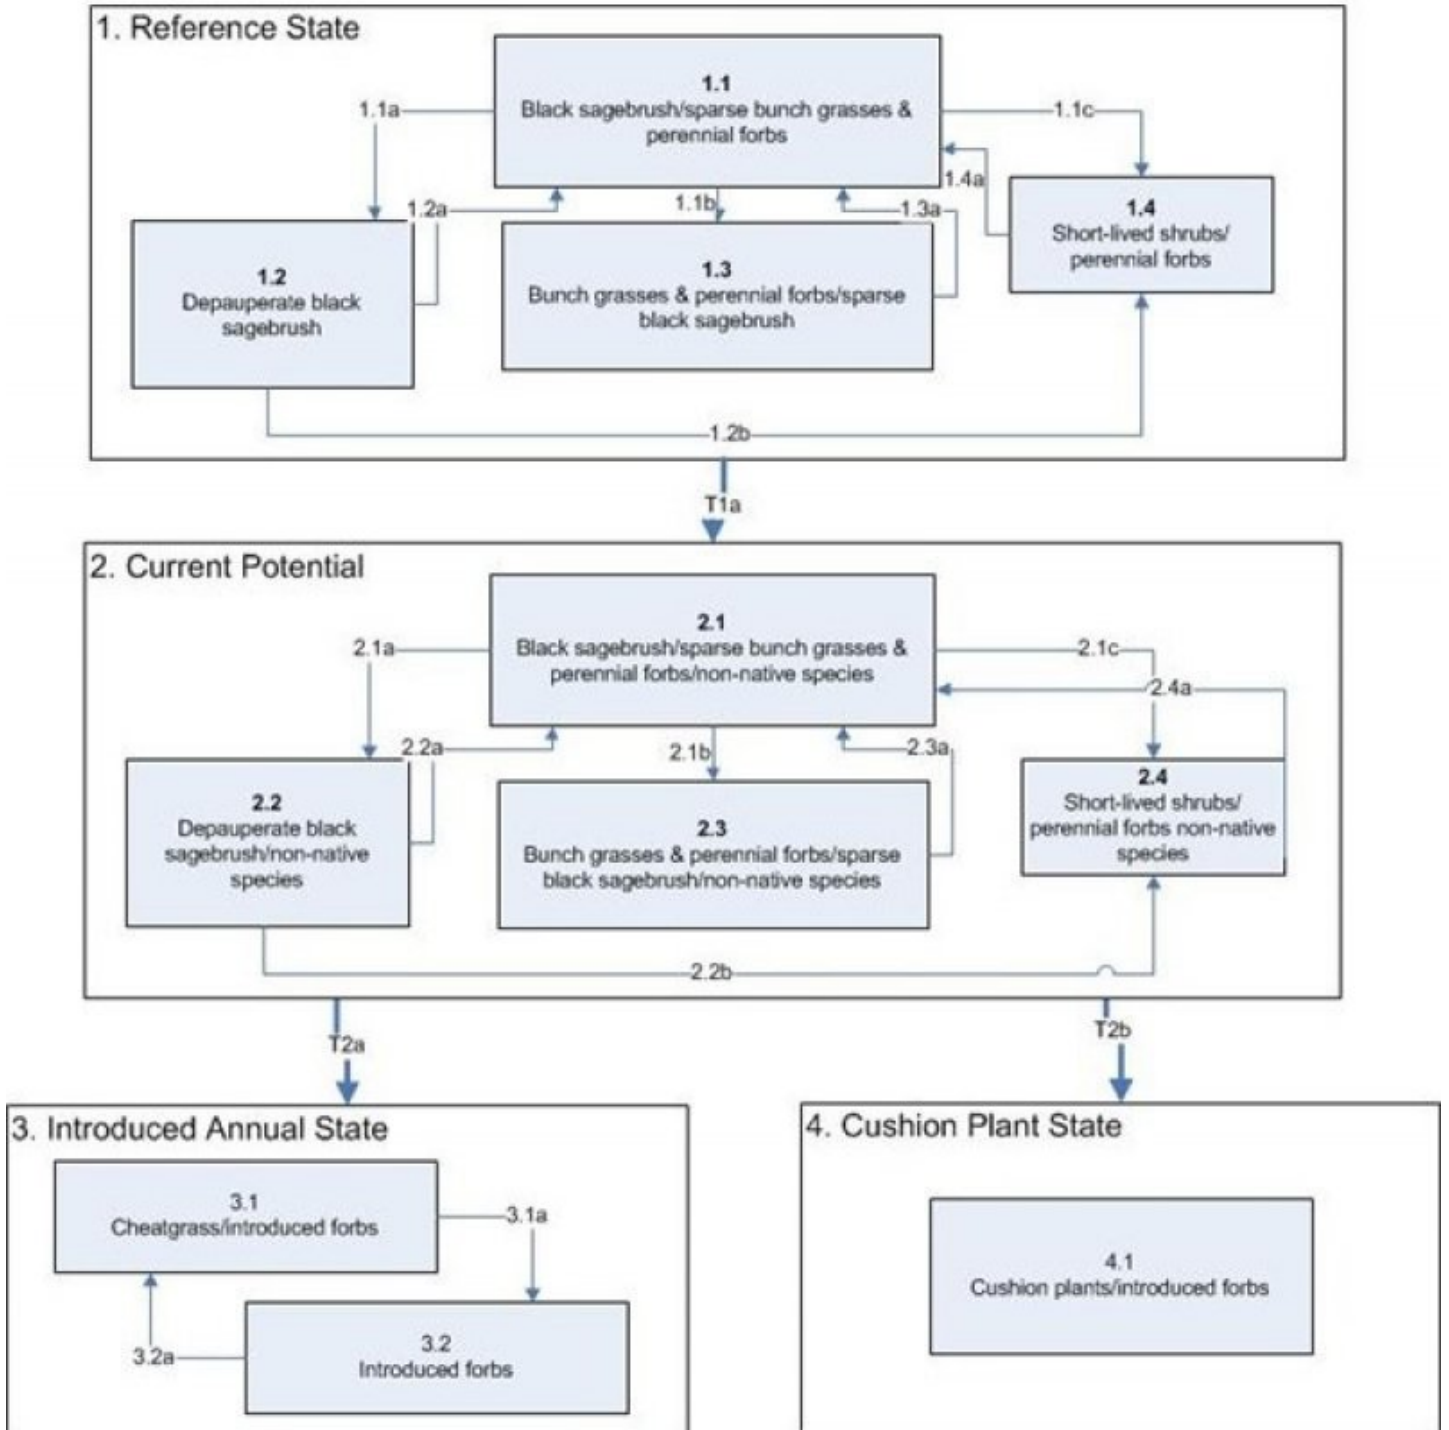 1. Reference State
1.1
Black sagebrush/sparse bunch grasses &
perennial forbs
1.1a
1.1c
1.4a
1.2a
1.1b
1.3a
1.4
Short-lived shrubs/
perennial forbs
1.2
Depauperate black
sagebrush
1.3
Bunch grasses & perennial forbs/sparse
black sagebrush
1.2b
T1a
2. Current Potential
2.1
Black sagebrush/sparse bunch grasses &
perennial forbs/non-native species
2.1a
2.1c
2.4a
2.2a
2.1b
2.3a
2.2
Depauperate black
sagebrush/non-native
species
2.3
Bunch grasses & perennial forbs/sparse
black sagebrush/non-native species
2.4
Short-lived shrubs/
perennial forbs non-native
species
2.2b
T2a
T2b
3. Introduced Annual State
3.1
Cheatgrass/introduced forbs
3.1a
3.2
Introduced forbs
3.2a
4. Cushion Plant State
4.1
Cushion plants/introduced forbs